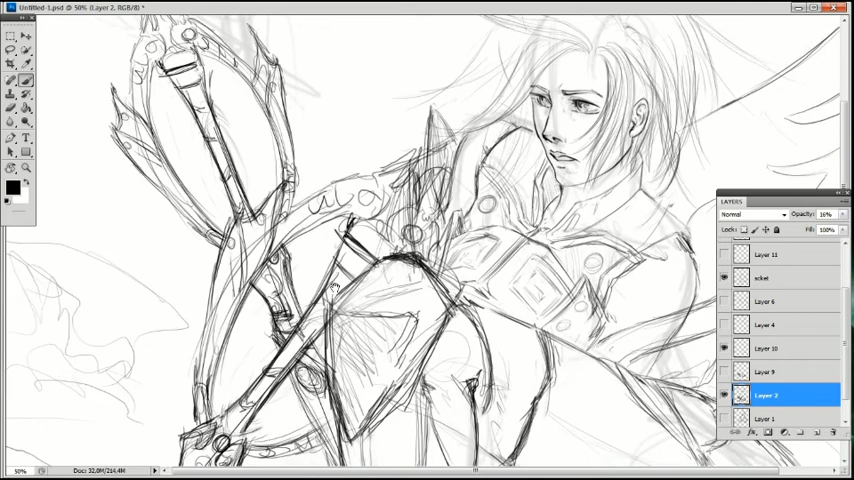 Untitled-1.psd @ 50% (Layer 2, RGB/8) *
LAYERS
Normal Opacity: 16%
Lock: Fill: 100%
Layer 11
scket
Layer 6
Layer 4
Layer 10
Layer 9
Layer 2
Layer 1
50% Doc: 32.0M/214.4M